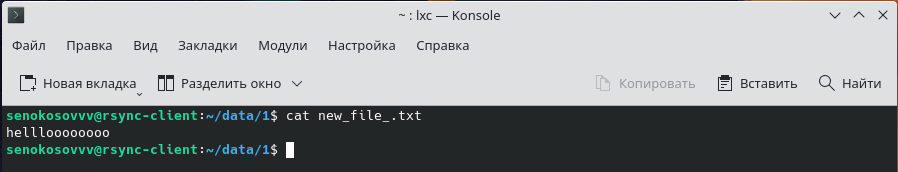 ~ : lxc — Konsole
Файл Правка Вид Закладки Модули Настройка Справка
Новая вкладка Разделить окно Копировать Вставить Найти
senokosovvv@rsync-client:~/data/1$ cat new_file_.txt
hellloooooooo
senokosovvv@rsync-client:~/data/1$